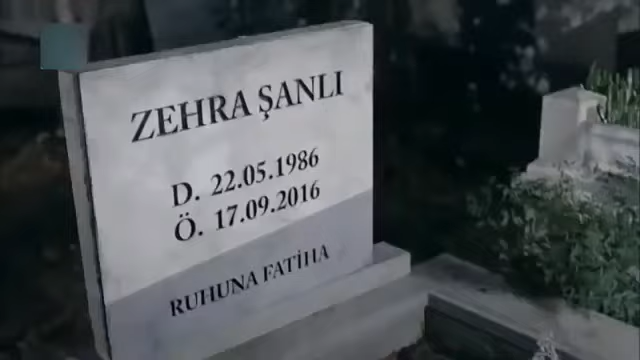 ZEHRA ŞANLI
D. 22.05.1986
Ö. 17.09.2016
RUHUNA FATİHA